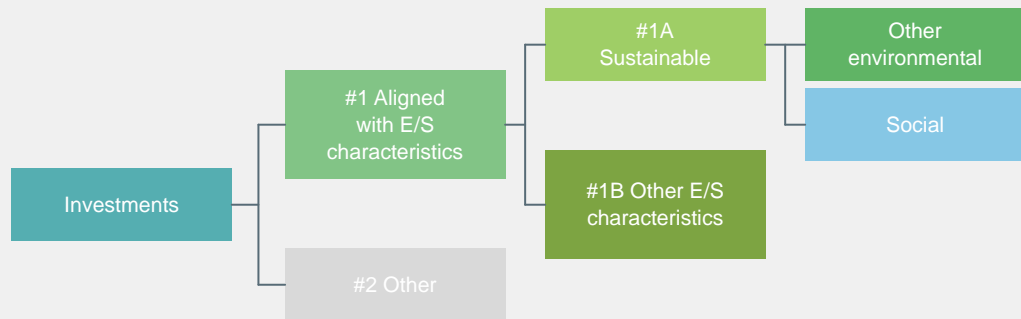 #1A
Sustainable
Other
environmental
#1 Aligned
with E/S
characteristics
Social
#1B Other E/S
characteristics
Investments
#2 Other